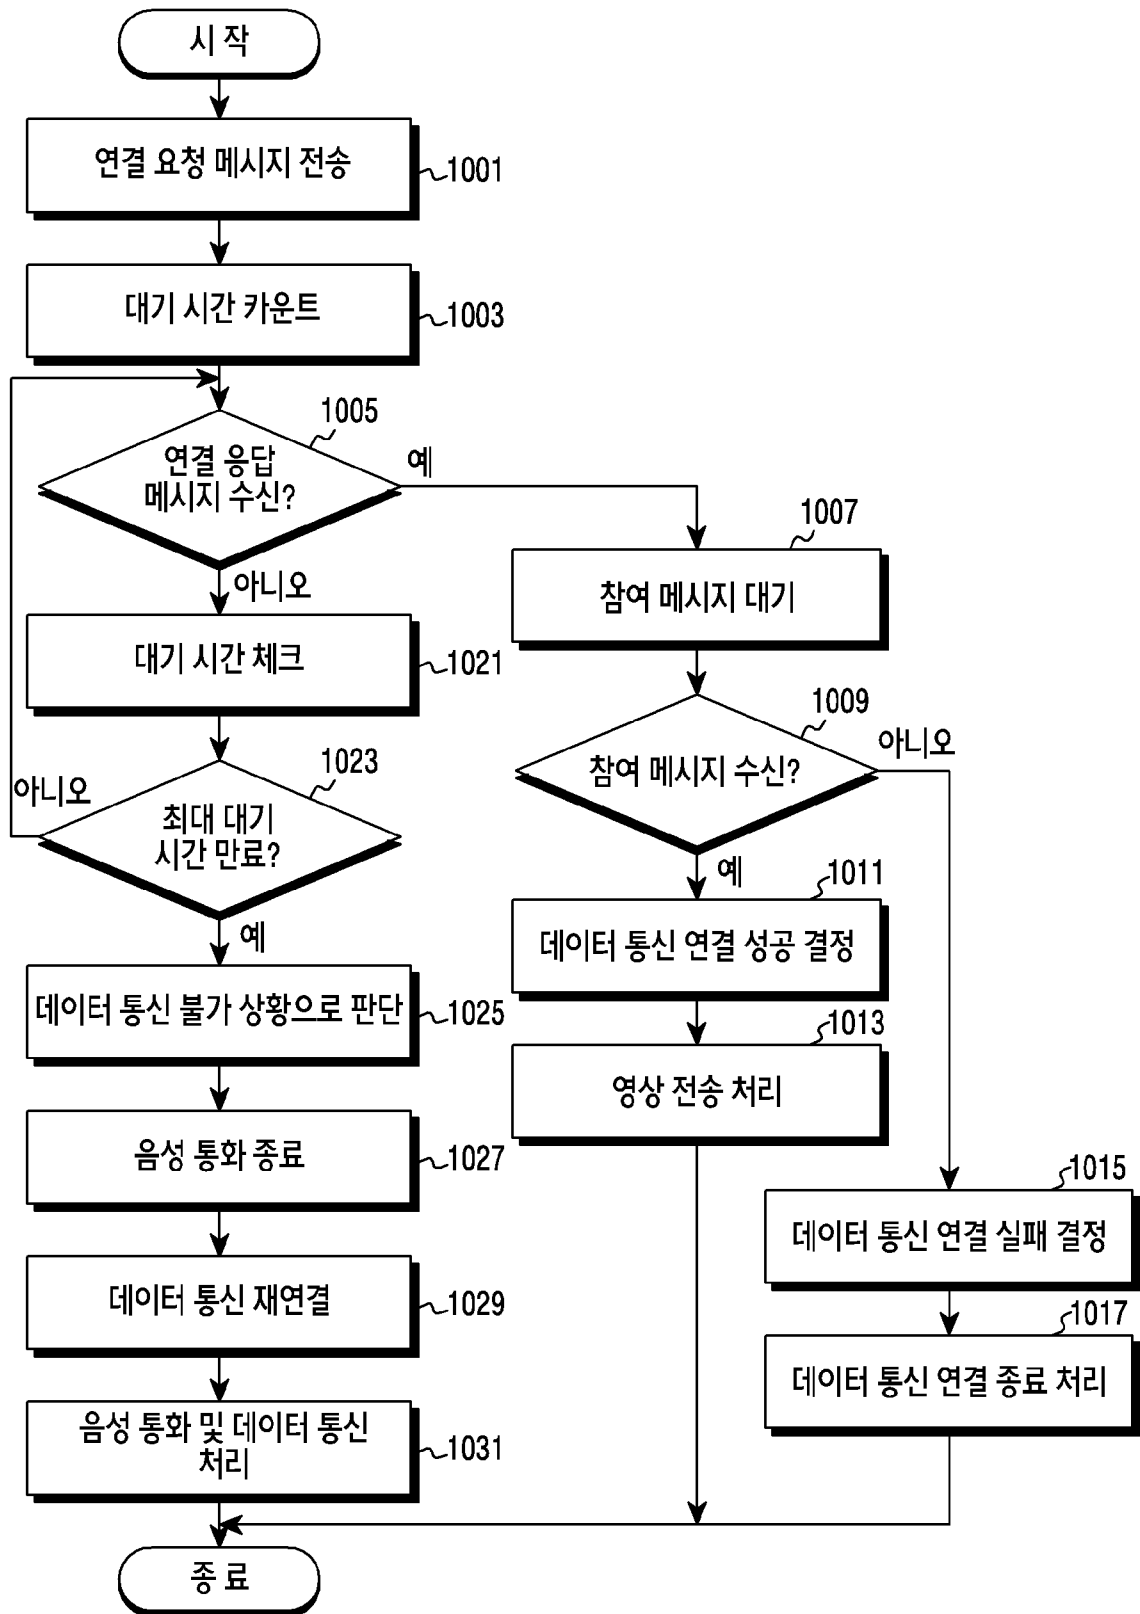 시 작
연결 요청 메시지 전송
1001
대기 시간 카운트
1003
1005
연결 응답
메시지 수신?
예
아니오
1007
참여 메시지 대기
대기 시간 체크
1021
1009
참여 메시지 수신?
아니오
1023
최대 대기
시간 만료?
아니오
예
예
1011
데이터 통신 연결 성공 결정
데이터 통신 불가 상황으로 판단
1025
1013
영상 전송 처리
음성 통화 종료
1027
1015
데이터 통신 연결 실패 결정
데이터 통신 재연결
1029
1017
데이터 통신 연결 종료 처리
음성 통화 및 데이터 통신
처리
1031
종 료